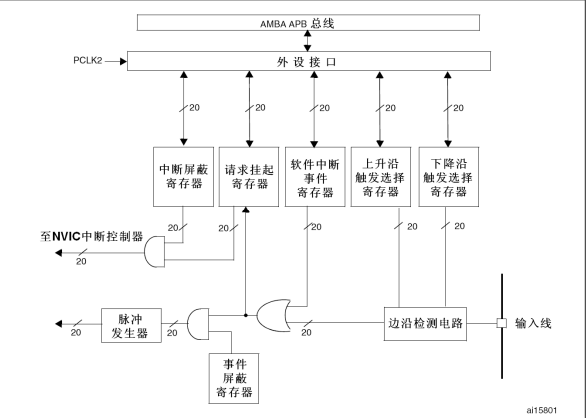 AMBA APB 总线
PCLK2
外设接口
20
20
20
20
20
中断屏蔽
寄存器
请求挂起
寄存器
软件中断
事件
寄存器
上升沿
触发选择
寄存器
下降沿
触发选择
寄存器
20
20
20
20
20
至NVIC中断控制器
20
脉冲
发生器
20
20
20
边沿检测电路
输入线
事件
屏蔽
寄存器
ai15801